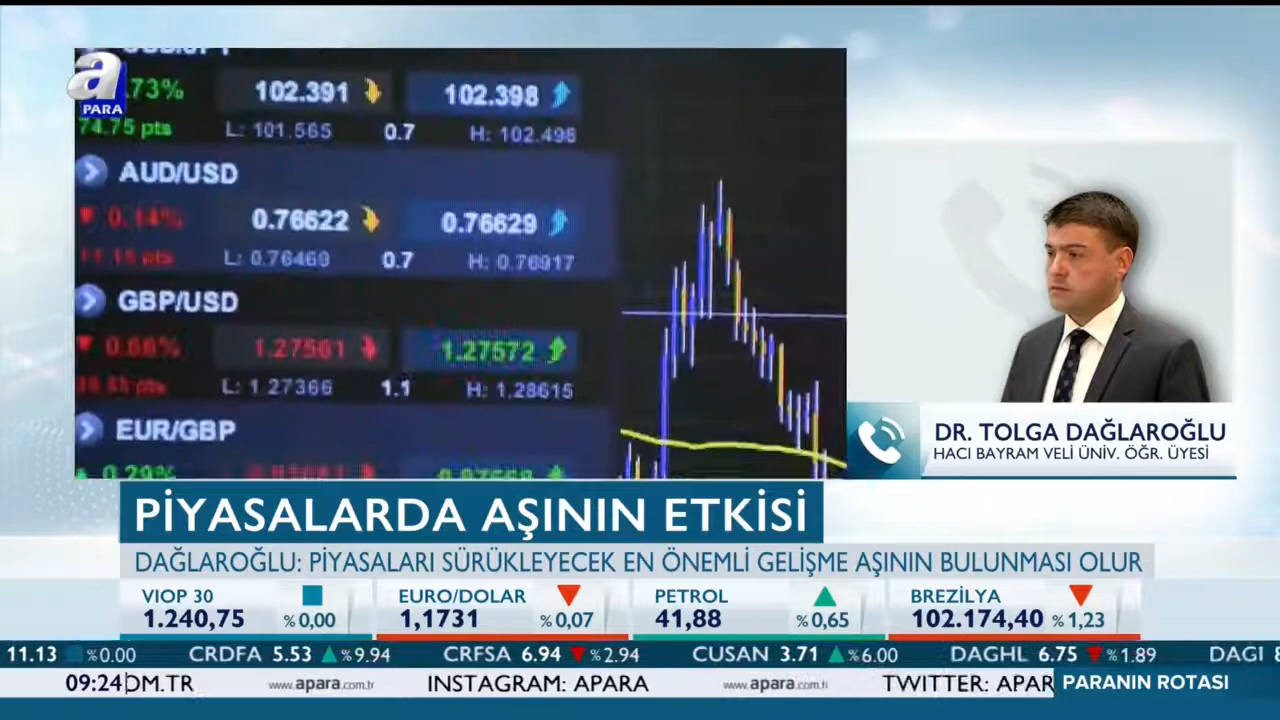 a
PARA
.73%
102.391
102.398
74.75 pts
L: 101.565
0.7
H: 102.498
AUD/USD
0.14%
0.76622
0.76629
L: 0.76469
0.7
H: 0.76917
GBP/USD
1.27561
1.27572
L: 1.27366
1.1
H: 1.28615
EUR/GBP
0.29%
DR. TOLGA DAĞLAROĞLU
HACI BAYRAM VELİ ÜNİV. ÖĞR. ÜYESİ
PİYASALARDA AŞININ ETKİSİ
DAĞLAROĞLU: PİYASALARI SÜRÜKLEYECEK EN ÖNEMLİ GELİŞME AŞININ BULUNMASI OLUR
VIOP 30
1.240,75 %0,00
EURO/DOLAR
1,1731 %0,07
PETROL
41,88 %0,65
BREZİLYA
102.174,40 %1,23
11.13 %0.00 CRDFA 5.53 %9.94 CRFSA 6.94 %2.94 CUSAN 3.71 %6.00 DAGHL 6.75 %1.89 DAGI
09:24 OM.TR www.apara.com.tr INSTAGRAM: APARA www.apara.com.tr TWITTER: APAR PARANIN ROTASI